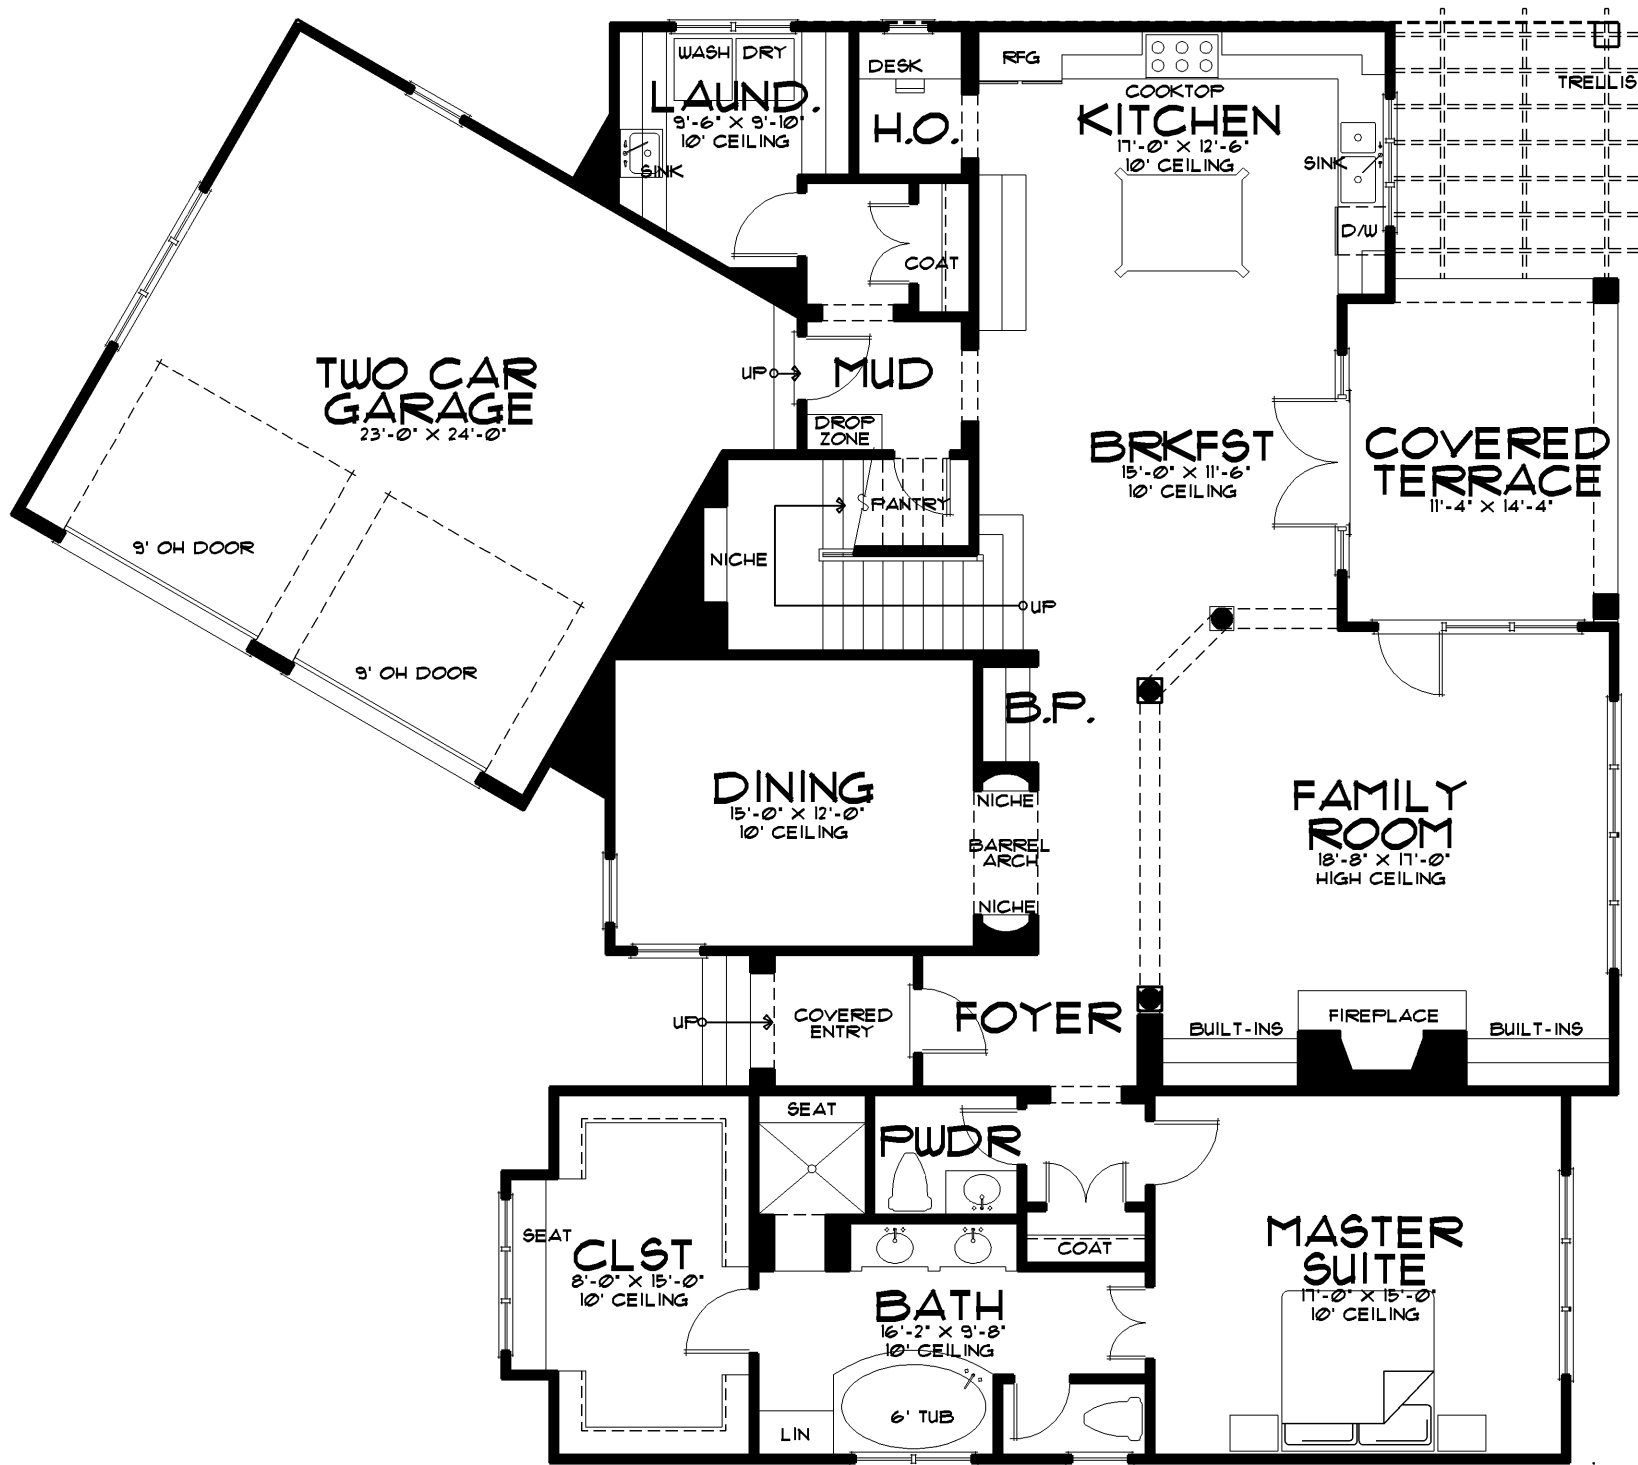 WASH DRY
LAUND.
9'-6" X 9'-10"
10' CEILING
SINK
DESK
H.O.
RFG
COOKTOP
KITCHEN
17'-0" X 12'-6"
10' CEILING
SINK
D/W
TRELLIS
COAT
TWO CAR
GARAGE
23'-0" X 24'-0"
UP
MUD
DROP
ZONE
BRKFST
15'-0" X 11'-6"
10' CEILING
COVERED
TERRACE
11'-4" X 14'-4"
PANTRY
9' OH DOOR
NICHE
UP
9' OH DOOR
B.P.
DINING
15'-0" X 12'-0"
10' CEILING
NICHE
BARREL
ARCH
NICHE
FAMILY
ROOM
18'-8" X 17'-0"
HIGH CEILING
UP
COVERED
ENTRY
FOYER
BUILT-INS
FIREPLACE
BUILT-INS
SEAT
PWDR
SEAT
CLST
8'-0" X 15'-0"
10' CEILING
COAT
MASTER
SUITE
17'-0" X 15'-0"
10' CEILING
BATH
16'-2" X 9'-8"
10' CEILING
6' TUB
LIN